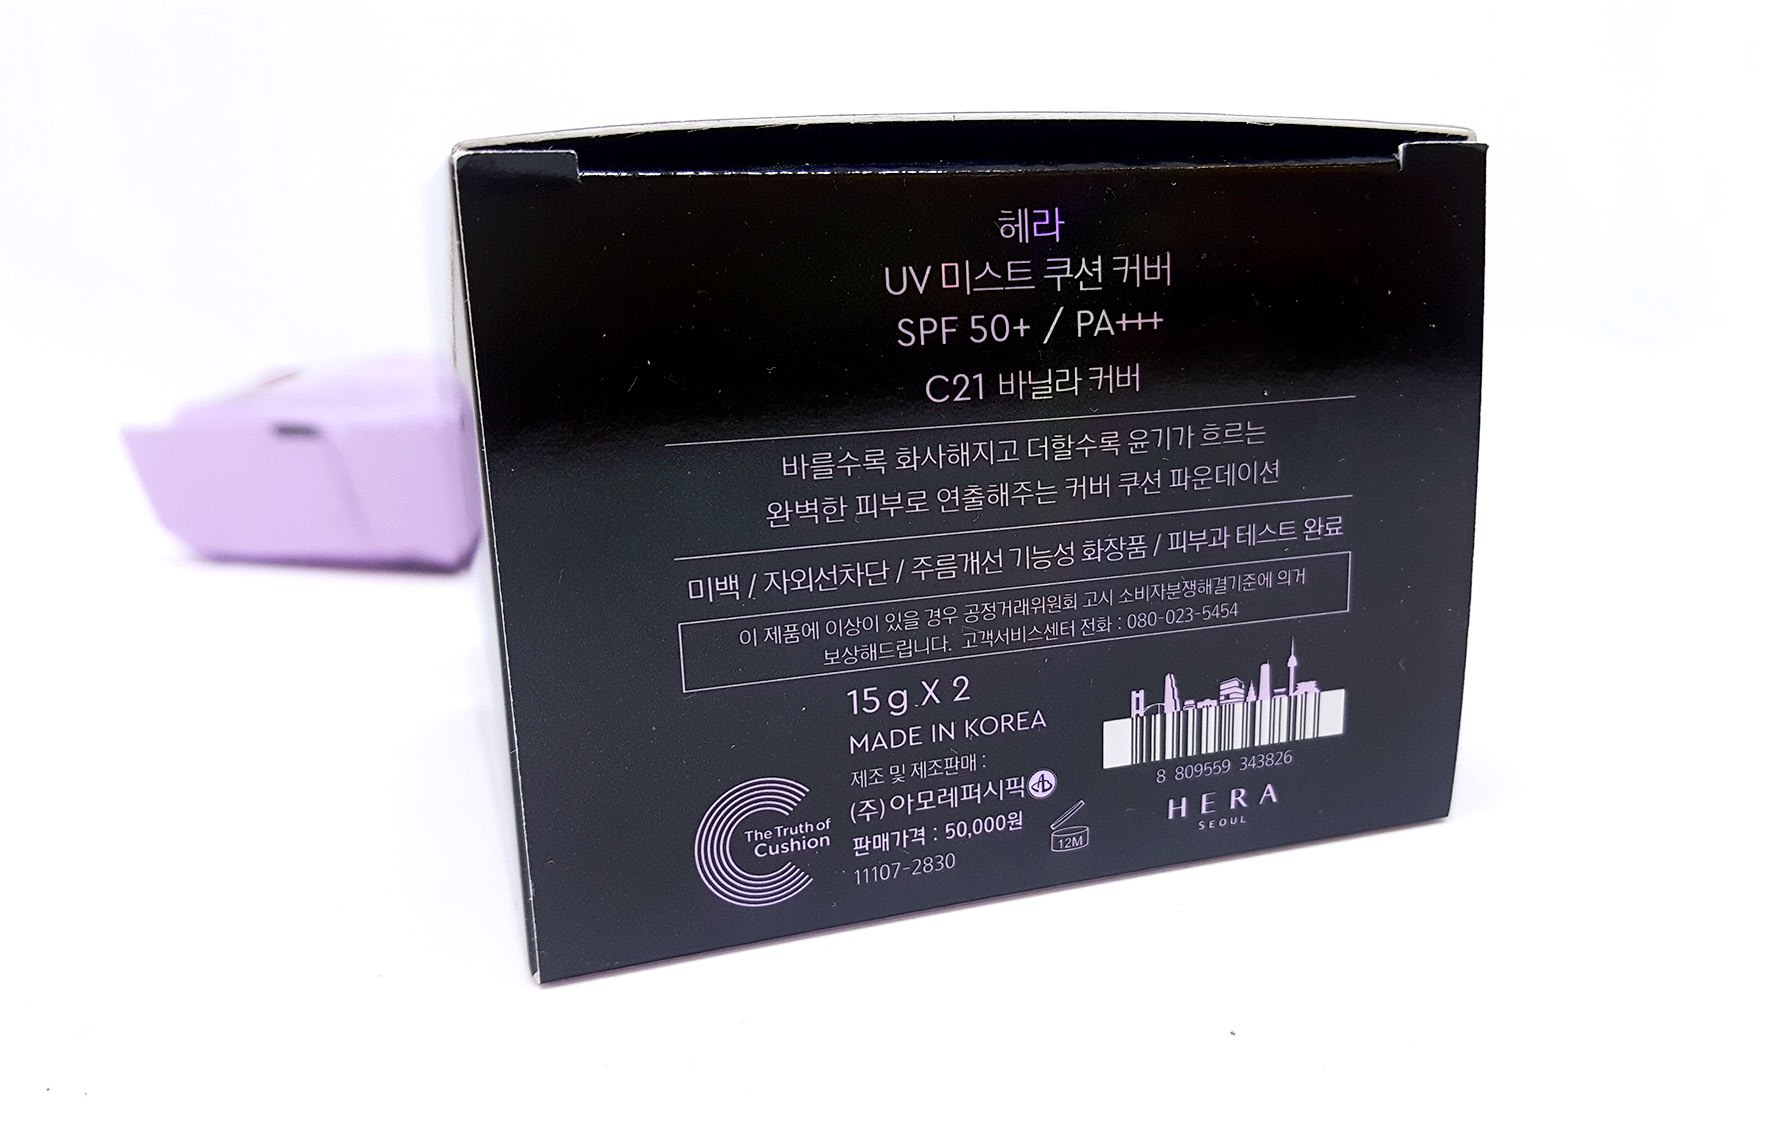 헤라
UV 미스트 쿠션 커버
SPF 50+ / PA+++
C21 바닐라 커버
바를수록 화사해지고 더할수록 윤기가 흐르는
완벽한 피부로 연출해주는 커버 쿠션 파운데이션
미백 / 자외선차단 / 주름개선 기능성 화장품 / 피부과 테스트 완료
이 제품에 이상이 있을 경우 공정거래위원회 고시 소비자분쟁해결기준에 의거
보상해드립니다. 고객서비스센터 전화 : 080-023-5454
15 g X 2
MADE IN KOREA
제조 및 제조판매 :
(주)아모레퍼시픽
판매가격 : 50,000원
11107-2830
The Truth of
Cushion
12M
8 809559 343826
HERA
SEOUL